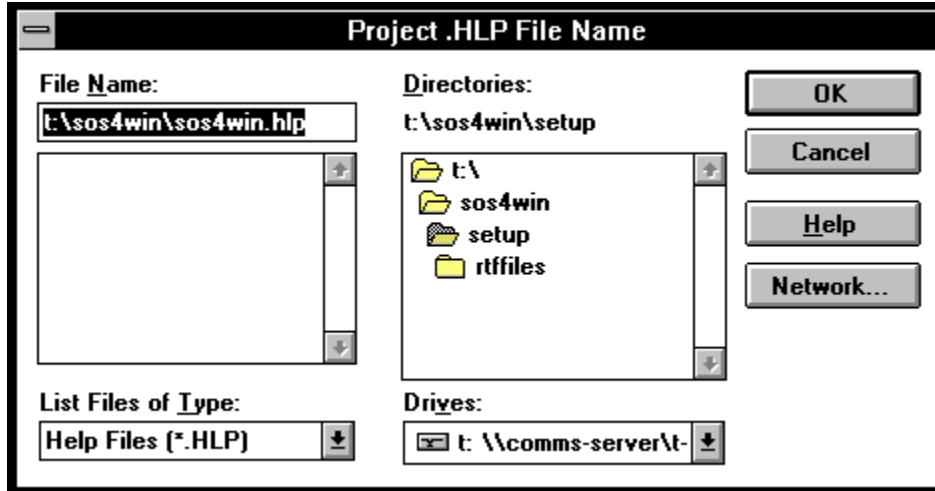 Project .HLP File Name
File Name:
t:\sos4win\sos4win.hlp
Directories:
t:\sos4win\setup
t:\
sos4win
setup
rtffiles
OK
Cancel
Help
Network...
List Files of Type:
Help Files (*.HLP)
Drives:
t: \\comms-server\t-